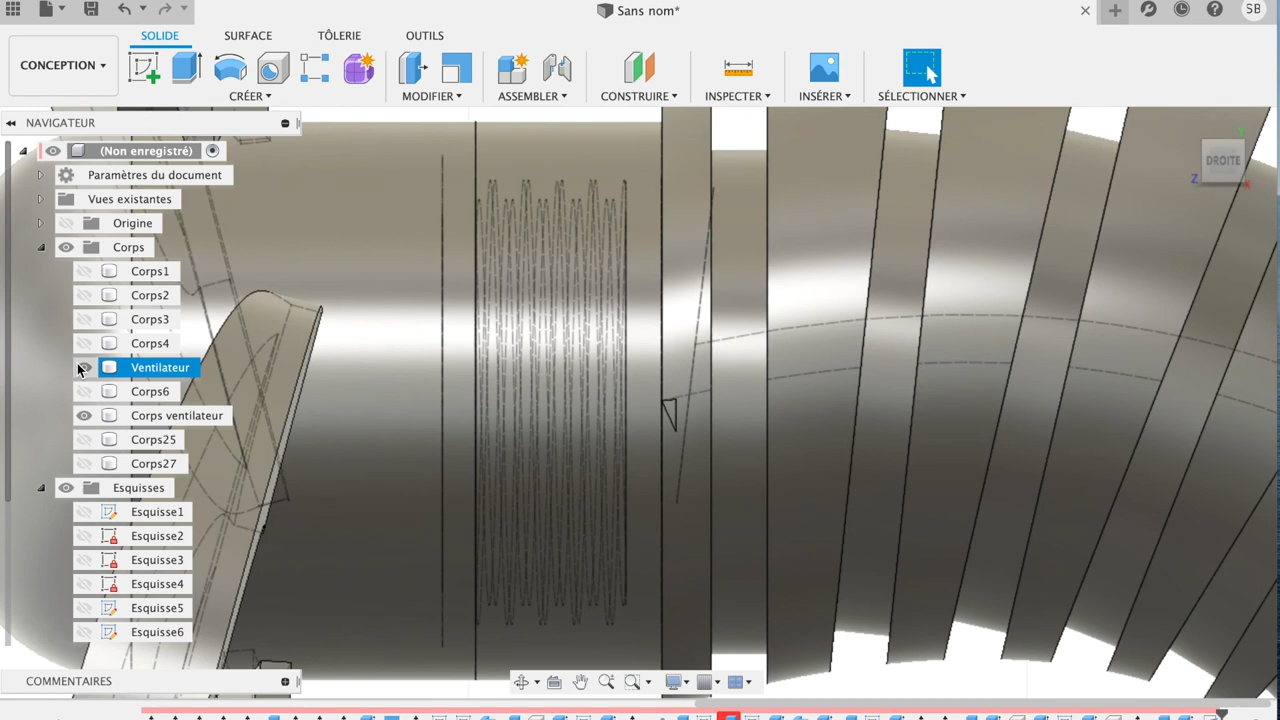 Sans nom*
SB
SOLIDE SURFACE TÔLERIE OUTILS
CONCEPTION
CRÉER MODIFIER ASSEMBLER CONSTRUIRE INSPECTER INSÉRER SÉLECTIONNER
NAVIGATEUR
(Non enregistré)
Paramètres du document
Vues existantes
Origine
Corps
Corps1
Corps2
Corps3
Corps4
Ventilateur
Corps6
Corps ventilateur
Corps25
Corps27
Esquisses
Esquisse1
Esquisse2
Esquisse3
Esquisse4
Esquisse5
Esquisse6
COMMENTAIRES
DROITE
Y
Z
X